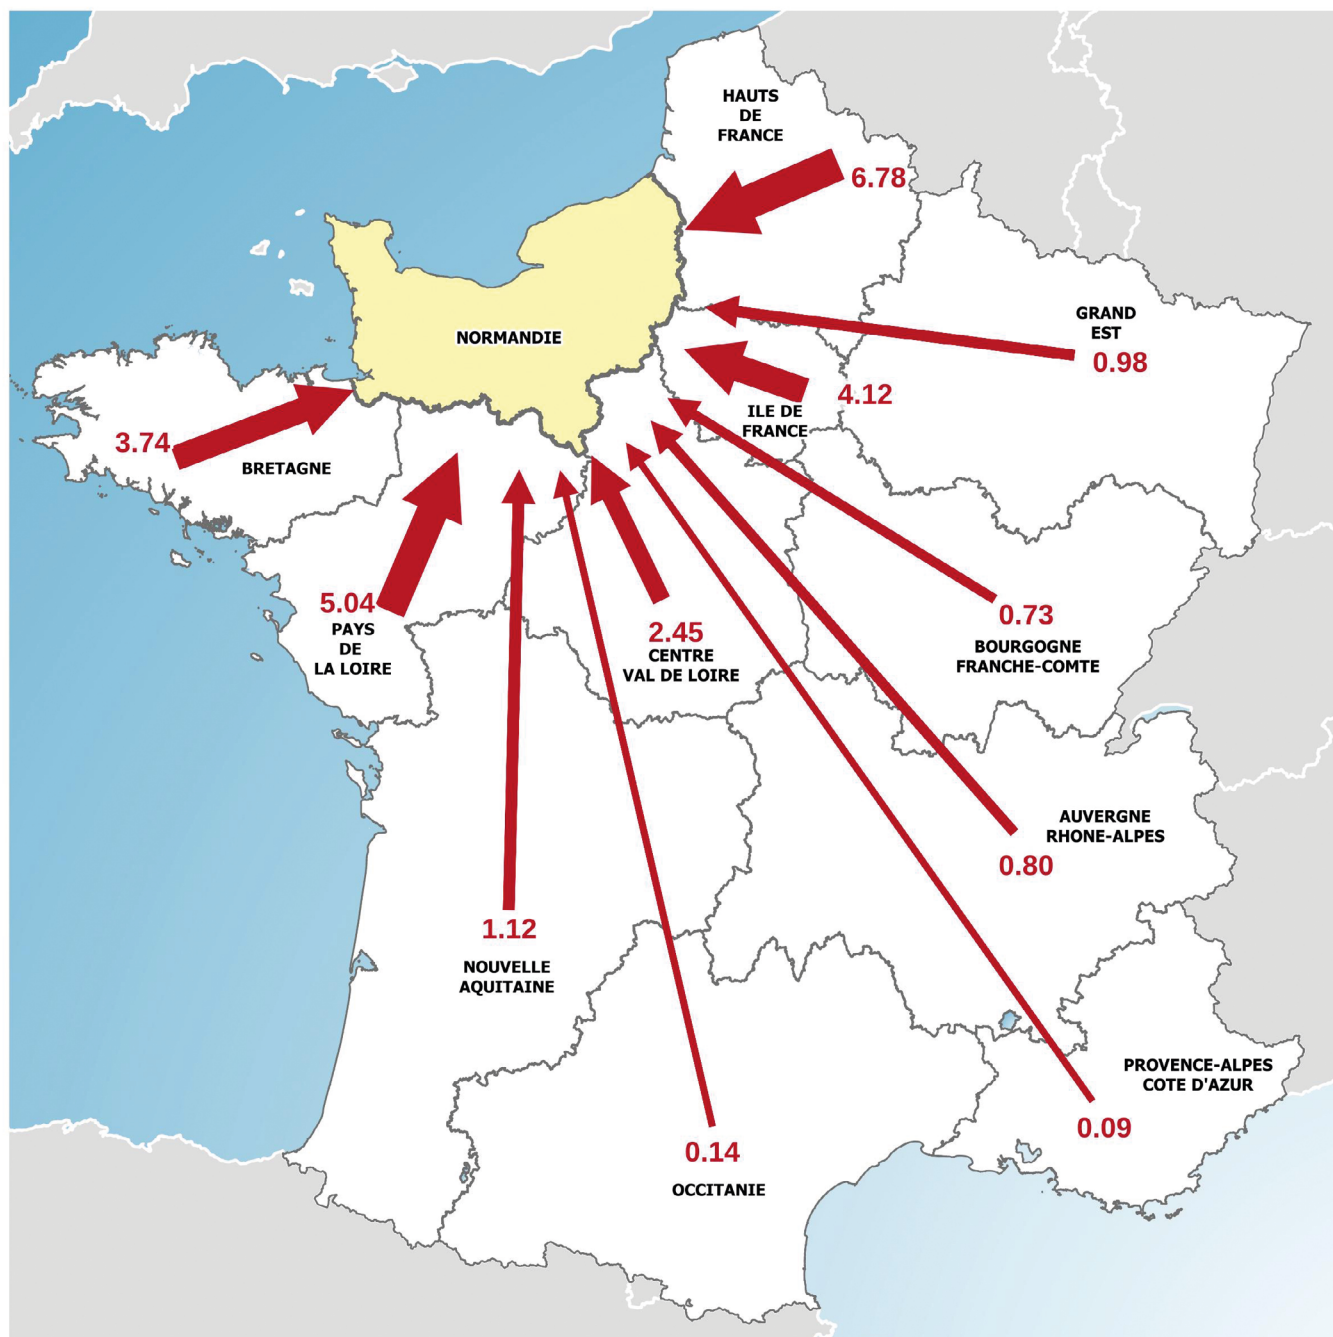 HAUTS
DE
FRANCE
6.78
GRAND
EST
0.98
NORMANDIE
4.12
ILE DE
FRANCE
3.74
BRETAGNE
5.04
PAYS
DE
LA LOIRE
2.45
CENTRE
VAL DE LOIRE
0.73
BOURGOGNE
FRANCHE-COMTE
AUVERGNE
RHONE-ALPES
0.80
1.12
NOUVELLE
AQUITAINE
PROVENCE-ALPES
COTE D'AZUR
0.09
0.14
OCCITANIE